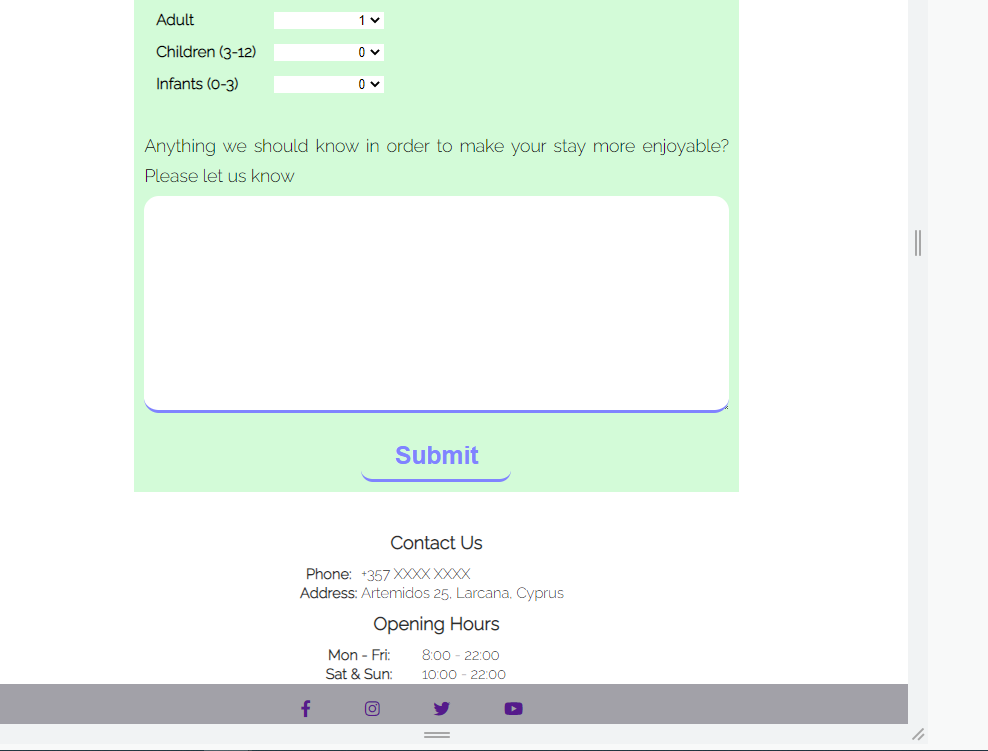 Adult 1
Children (3-12) 0
Infants (0-3) 0
Anything we should know in order to make your stay more enjoyable?
Please let us know
Submit
Contact Us
Phone: +357 XXXX XXXX
Address: Artemidos 25, Larcana, Cyprus
Opening Hours
Mon - Fri: 8:00 - 22:00
Sat & Sun: 10:00 - 22:00